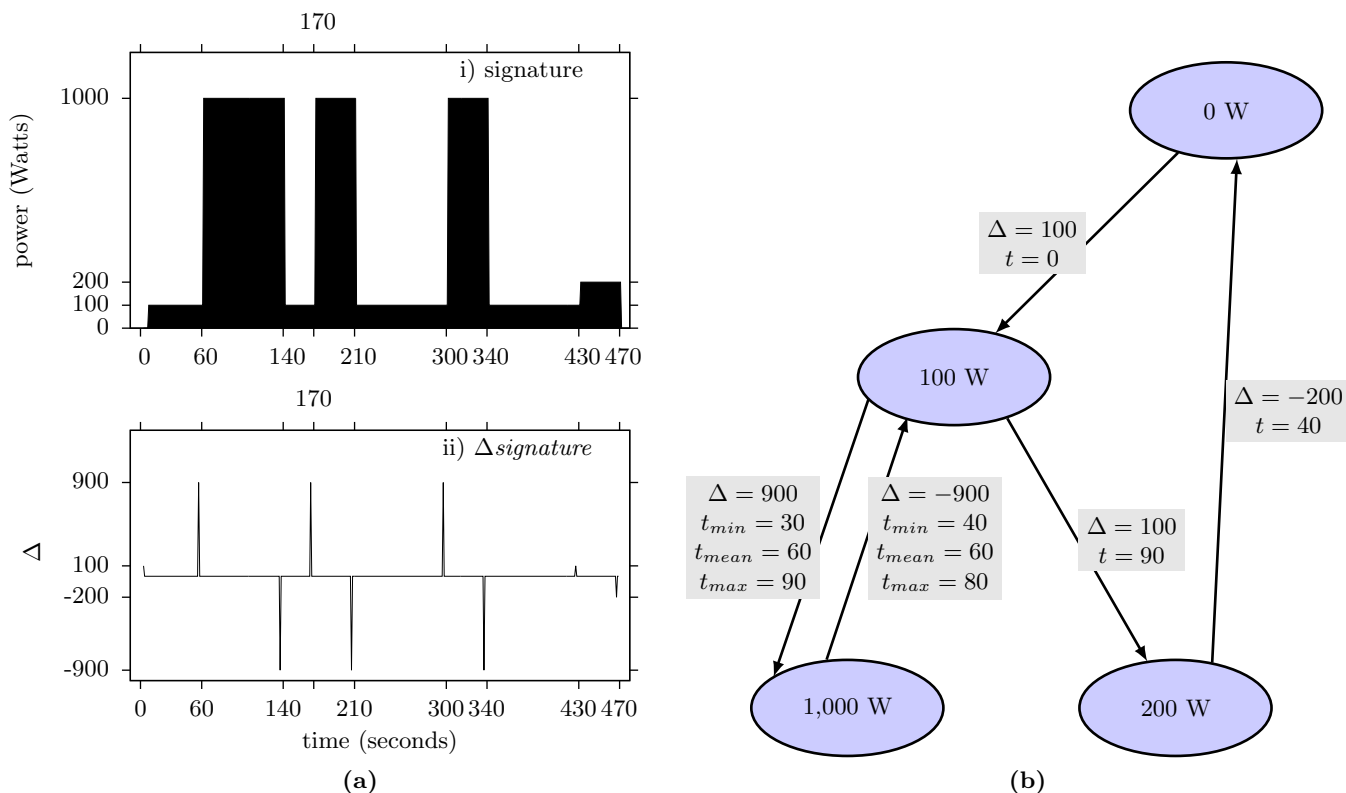 170
i) signature
1000
200
100
0
power (Watts)
0 60 140 210 300 340 430 470
170
ii) Δsignature
900
100
-200
-900
Δ
0 60 140 210 300 340 430 470
time (seconds)
(a)
0 W
Δ = 100
t = 0
100 W
Δ = −200
t = 40
Δ = 900
t_min = 30
t_mean = 60
t_max = 90
Δ = −900
t_min = 40
t_mean = 60
t_max = 80
Δ = 100
t = 90
1,000 W
200 W
(b)